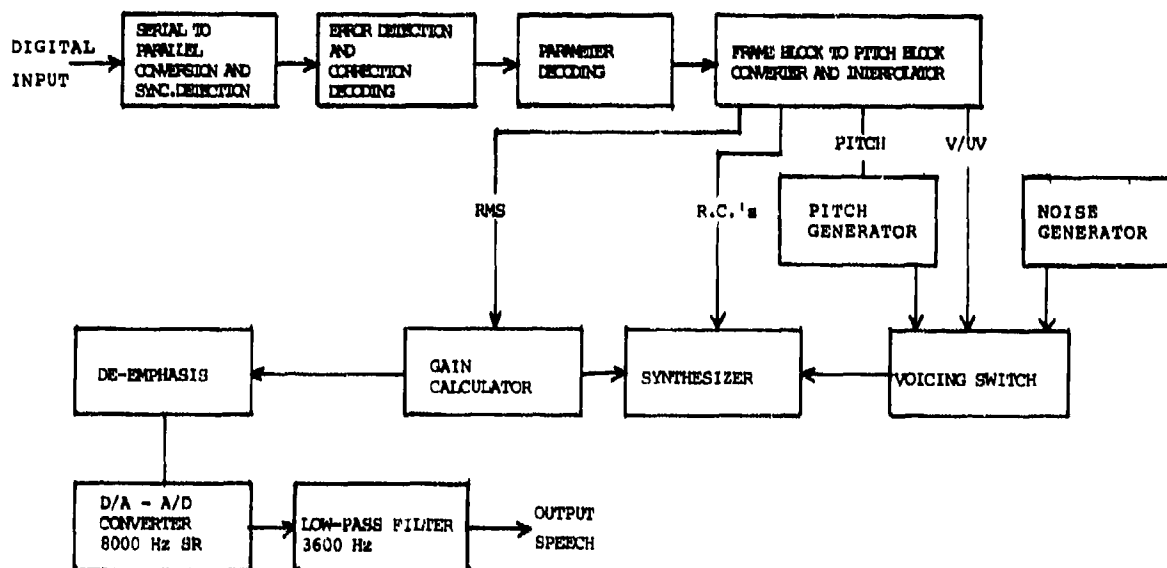 DIGITAL
INPUT
SERIAL TO
PARALLEL
CONVERSION AND
SYNC.DETECTION
ERROR DETECTION
AND
CORRECTION
DECODING
PARAMETER
DECODING
FRAME BLOCK TO PITCH BLOCK
CONVERTER AND INTERPOLATOR
RMS
R.C.'s
PITCH
V/UV
PITCH
GENERATOR
NOISE
GENERATOR
DE-EMPHASIS
GAIN
CALCULATOR
SYNTHESIZER
VOICING SWITCH
D/A - A/D
CONVERTER
8000 Hz SR
LOW-PASS FILTER
3600 Hz
OUTPUT
SPEECH